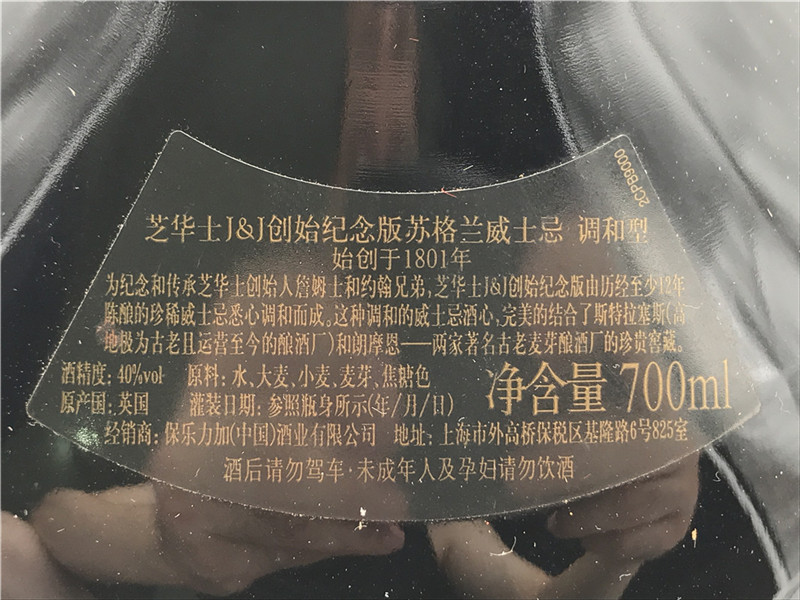 2CPB9000
芝华士J&J创始纪念版苏格兰威士忌 调和型
始创于1801年
为纪念和传承芝华士创始人詹姆士和约翰兄弟,芝华士J&J创始纪念版由历经至少12年
陈酿的珍稀威士忌悉心调和而成。这种调和的威士忌酒心,完美的结合了斯特拉塞斯(高
地极为古老且运营至今的酿酒厂)和朗摩恩——两家著名古老麦芽酿酒厂的珍贵窖藏。
酒精度: 40%vol 原料: 水、大麦、小麦、麦芽、焦糖色
净含量 700ml
原产国: 英国 灌装日期: 参照瓶身所示(年/月/日)
经销商: 保乐力加(中国)酒业有限公司 地址: 上海市外高桥保税区基隆路6号825室
酒后请勿驾车·未成年人及孕妇请勿饮酒